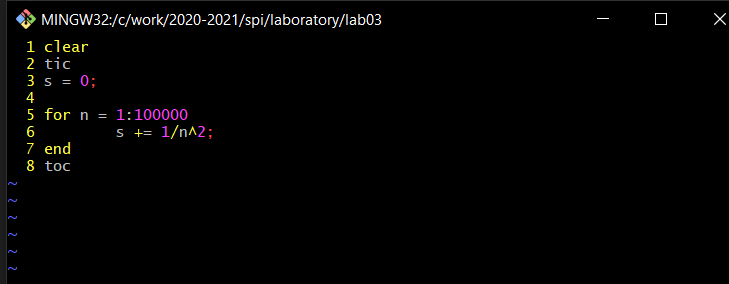 MINGW32:/c/work/2020-2021/spi/laboratory/lab03
1 clear
2 tic
3 s = 0;
4
5 for n = 1:100000
6         s += 1/n^2;
7 end
8 toc
~
~
~
~
~
~